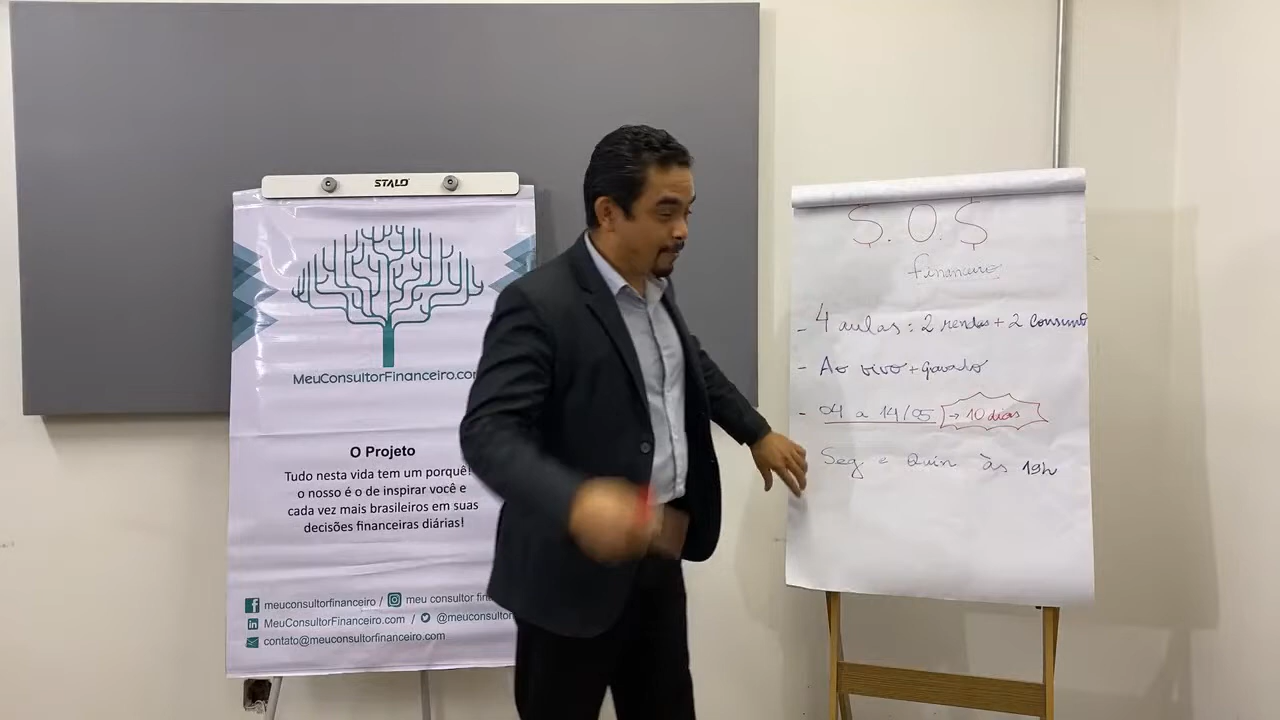 STALO
MeuConsultorFinanceiro.com
O Projeto
Tudo nesta vida tem um porquê!
o nosso é o de inspirar você e
cada vez mais brasileiros em suas
decisões financeiras diárias!
meuconsultorfinanceiro / meu consultor fin
MeuConsultorFinanceiro.com / @meuconsultor
contato@meuconsultorfinanceiro.com
$.O.$
financeiro
- 4 aulas: 2 rendas + 2 consumo
- Ao vivo + gravado
- 04 a 14/05 → 10 dias
Seg e Quin às 19h